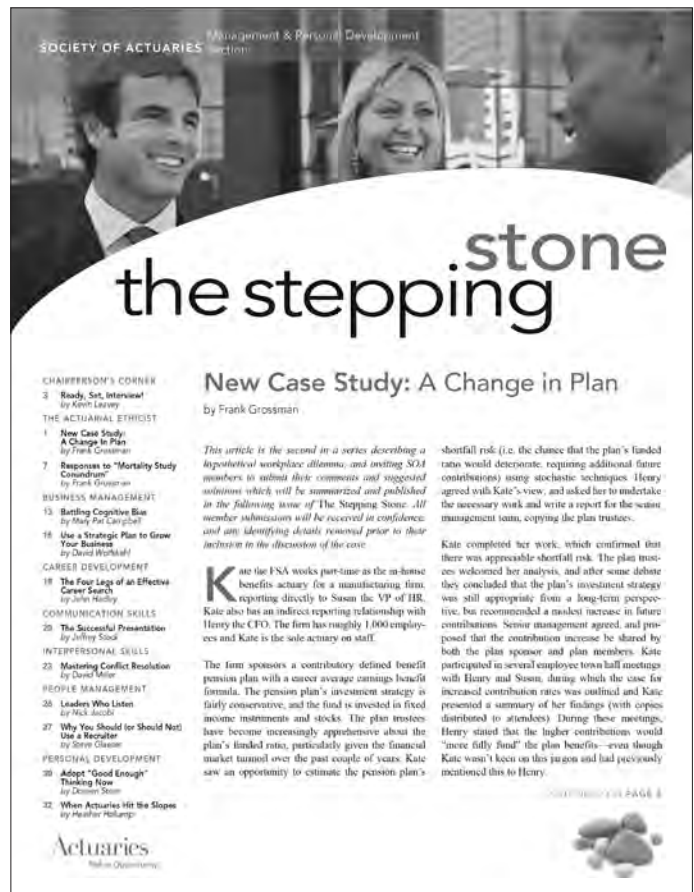 SOCIETY OF ACTUARIES
Management & Personal Development
Section
the stepping
stone
CHAIRPERSON'S CORNER
3 Ready, Set, Interview!
by Kevin Leavey
THE ACTUARIAL ETHICIST
1 New Case Study:
A Change In Plan
by Frank Grossman
7 Responses to "Mortality Study
Conundrum"
by Frank Grossman
BUSINESS MANAGEMENT
13 Battling Cognitive Bias
by Mary Pat Campbell
16 Use a Strategic Plan to Grow
Your Business
by David
CAREER DEVELOPMENT
18 The Four Legs of an Effective
Career Search
by John Hadley
COMMUNICATION SKILLS
20 The Successful Presentation
by Jeffrey
INTERPERSONAL SKILLS
23 Mastering Conflict Resolution
by David Miller
PEOPLE MANAGEMENT
26 Leaders Who Listen
by Nick Jacobi
27 Why You Should (or Should Not)
Use a Recruiter
by Steve
PERSONAL DEVELOPMENT
30 Adopt "Good Enough"
Thinking Now
by Doreen Stern
32 When Actuaries Hit the Slopes
by Heather
Actuaries
Risk is Opportunity.
New Case Study: A Change in Plan
by Frank Grossman
This article is the second in a series describing a
hypothetical workplace dilemma, and inviting SOA
members to submit their comments and suggested
solutions which will be summarized and published
in the following issue of The Stepping Stone. All
member submissions will be received in confidence,
and any identifying details removed prior to their
inclusion in the discussion of the case.
Kate the FSA works part-time as the in-house
benefits actuary for a manufacturing firm,
reporting directly to Susan the VP of HR.
Kate also has an indirect reporting relationship with
Henry the CFO. The firm has roughly 1,000 employ-
ees and Kate is the sole actuary on staff.
The firm sponsors a contributory defined benefit
pension plan with a career average earnings benefit
formula. The pension plan's investment strategy is
fairly conservative, and the fund is invested in fixed
income instruments and stocks. The plan trustees
have become increasingly apprehensive about the
plan's funded ratio, particularly given the financial
market turmoil over the past couple of years. Kate
saw an opportunity to estimate the pension plan's
shortfall risk (i.e. the chance that the plan's funded
ratio would deteriorate, requiring additional future
contributions) using stochastic techniques. Henry
agreed with Kate's view, and asked her to undertake
the necessary work and write a report for the senior
management team, copying the plan trustees.
Kate completed her work, which confirmed that
there was appreciable shortfall risk. The plan trust-
ees welcomed her analysis, and after some debate
they concluded that the plan's investment strategy
was still appropriate from a long-term perspec-
tive, but recommended a modest increase in future
contributions. Senior management agreed, and pro-
posed that the contribution increase be shared by
both the plan sponsor and plan members. Kate
participated in several employee town hall meetings
with Henry and Susan, during which the case for
increased contribution rates was outlined and Kate
presented a summary of her findings (with copies
distributed to attendees). During these meetings,
Henry stated that the higher contributions would
"more fully fund" the plan benefits—even though
Kate wasn't keen on this jargon and had previously
mentioned this to Henry.
PAGE